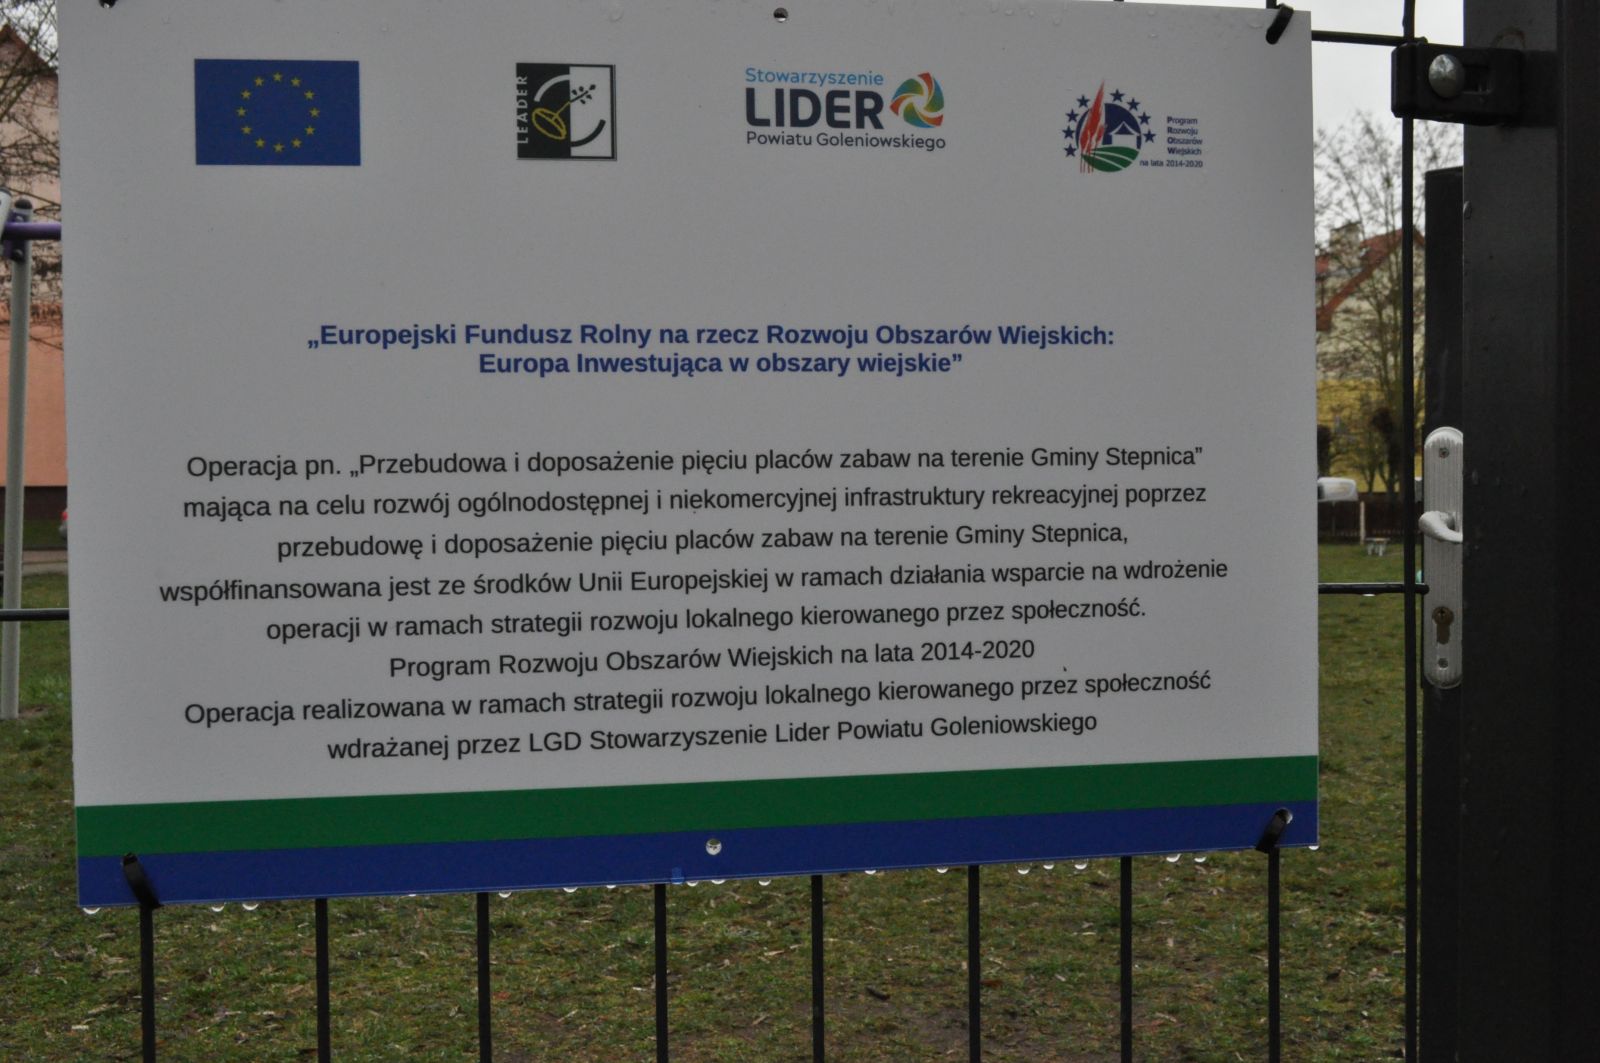 LEADER
Stowarzyszenie
LIDER
Powiatu Goleniowskiego
Program
Rozwoju
Obszarów
Wiejskich
na lata 2014-2020
„Europejski Fundusz Rolny na rzecz Rozwoju Obszarów Wiejskich:
Europa Inwestująca w obszary wiejskie”
Operacja pn. „Przebudowa i doposażenie pięciu placów zabaw na terenie Gminy Stepnica”
mająca na celu rozwój ogólnodostępnej i niekomercyjnej infrastruktury rekreacyjnej poprzez
przebudowę i doposażenie pięciu placów zabaw na terenie Gminy Stepnica,
współfinansowana jest ze środków Unii Europejskiej w ramach działania wsparcie na wdrożenie
operacji w ramach strategii rozwoju lokalnego kierowanego przez społeczność.
Program Rozwoju Obszarów Wiejskich na lata 2014-2020
Operacja realizowana w ramach strategii rozwoju lokalnego kierowanego przez społeczność
wdrażanej przez LGD Stowarzyszenie Lider Powiatu Goleniowskiego